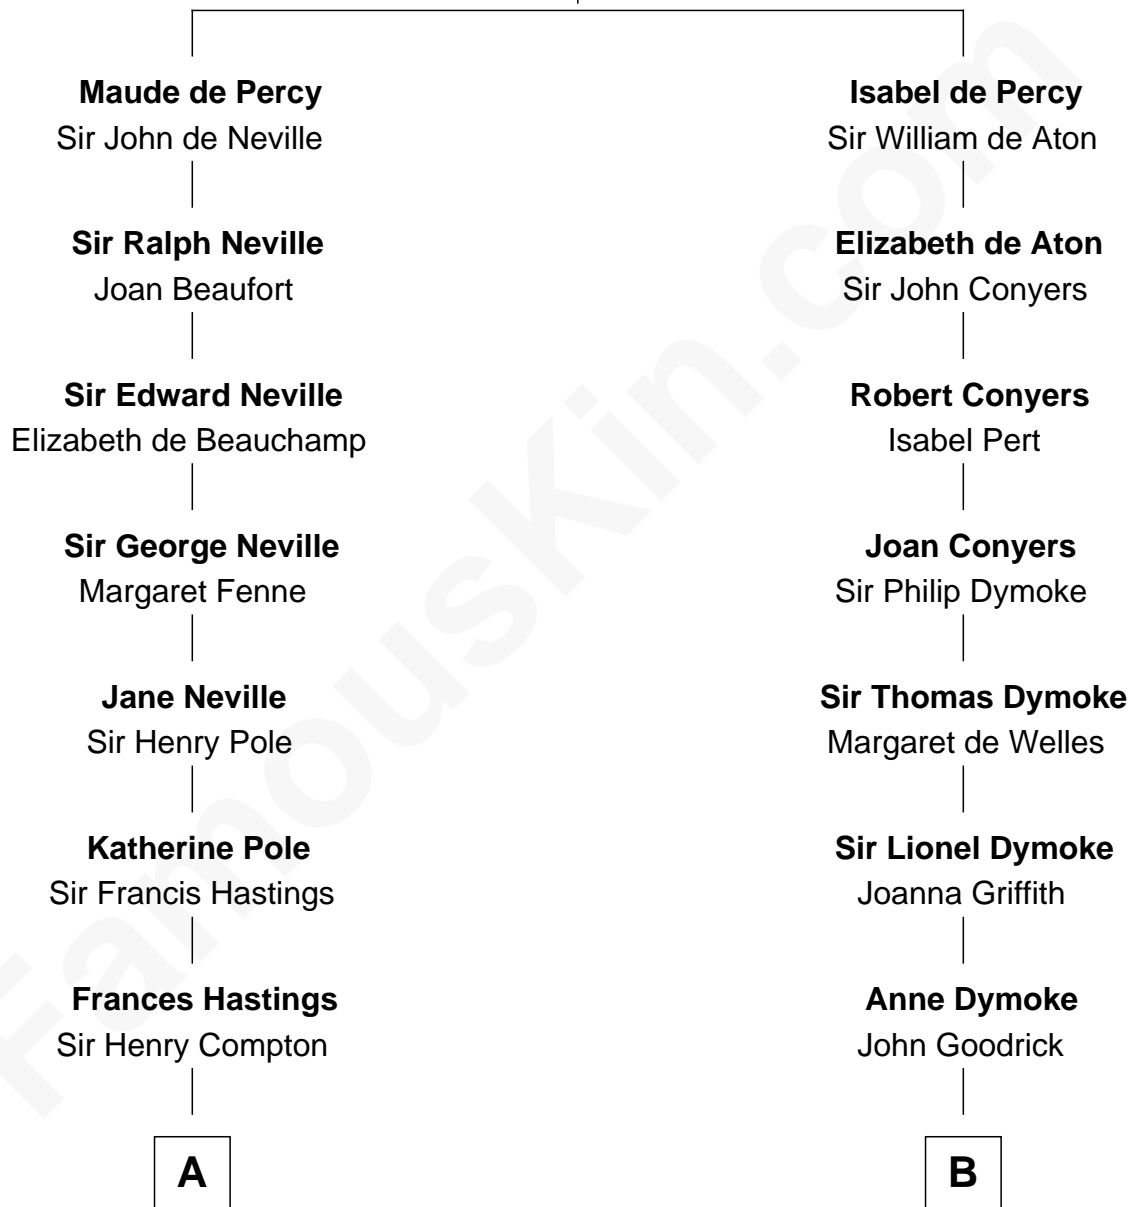 Maude de Percy
Sir John de Neville
Sir Ralph Neville
Joan Beaufort
Sir Edward Neville
Elizabeth de Beauchamp
Sir George Neville
Margaret Fenne
Jane Neville
Sir Henry Pole
Katherine Pole
Sir Francis Hastings
Frances Hastings
Sir Henry Compton
A
Isabel de Percy
Sir William de Aton
Elizabeth de Aton
Sir John Conyers
Robert Conyers
Isabel Pert
Joan Conyers
Sir Philip Dymoke
Sir Thomas Dymoke
Margaret de Welles
Sir Lionel Dymoke
Joanna Griffith
Anne Dymoke
John Goodrick
B
FamousKin.com